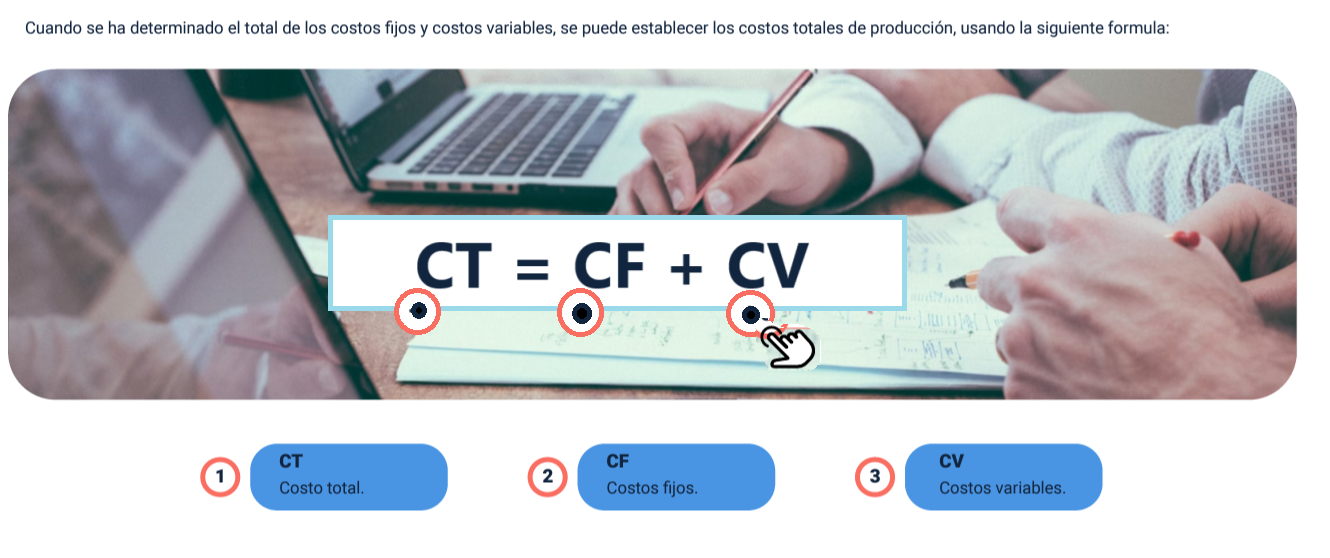 Cuando se ha determinado el total de los costos fijos y costos variables, se puede establecer los costos totales de producción, usando la siguiente formula:
CT = CF + CV
1
CT
Costo total.
2
CF
Costos fijos.
3
CV
Costos variables.